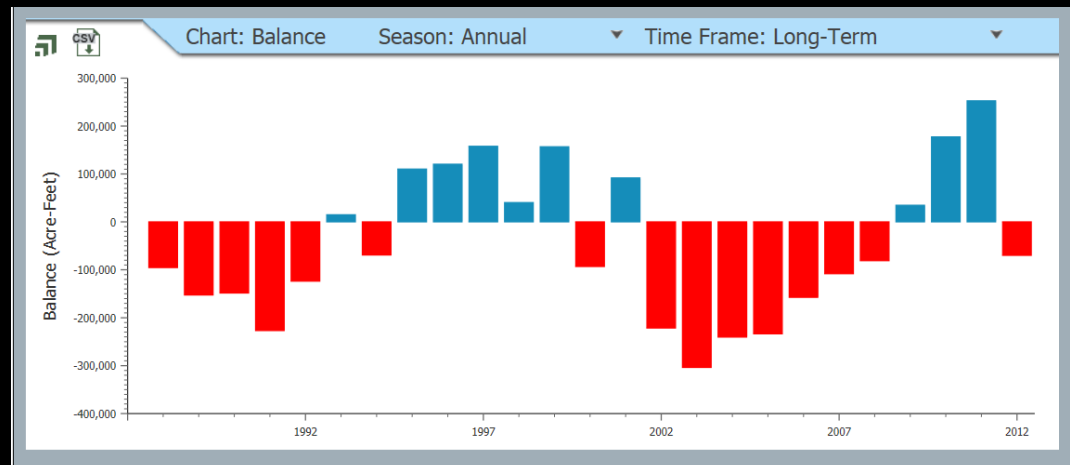 CSV
Chart: Balance Season: Annual Time Frame: Long-Term
300,000
200,000
100,000
0
-100,000
-200,000
-300,000
-400,000
Balance (Acre-Feet)
1992 1997 2002 2007 2012